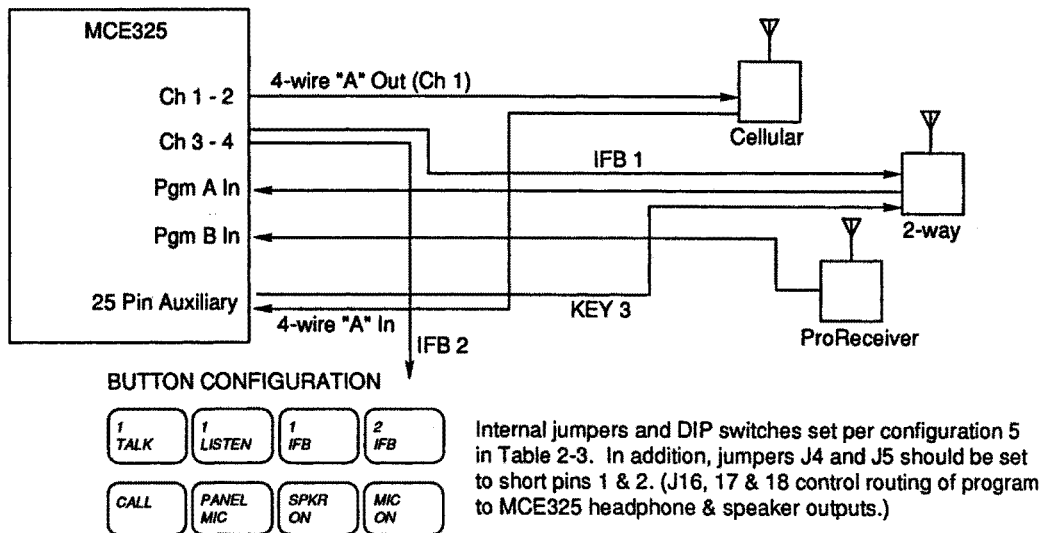 MCE325
4-wire "A" Out (Ch 1)
Ch 1 - 2
Cellular
Ch 3 - 4
IFB 1
Pgm A In
2-way
Pgm B In
25 Pin Auxiliary
KEY 3
4-wire "A" In
ProReceiver
IFB 2
BUTTON CONFIGURATION
1 TALK
1 LISTEN
1 IFB
2 IFB
CALL
PANEL MIC
SPKR ON
MIC ON
Internal jumpers and DIP switches set per configuration 5
in Table 2-3. In addition, jumpers J4 and J5 should be set
to short pins 1 & 2. (J16, 17 & 18 control routing of program
to MCE325 headphone & speaker outputs.)